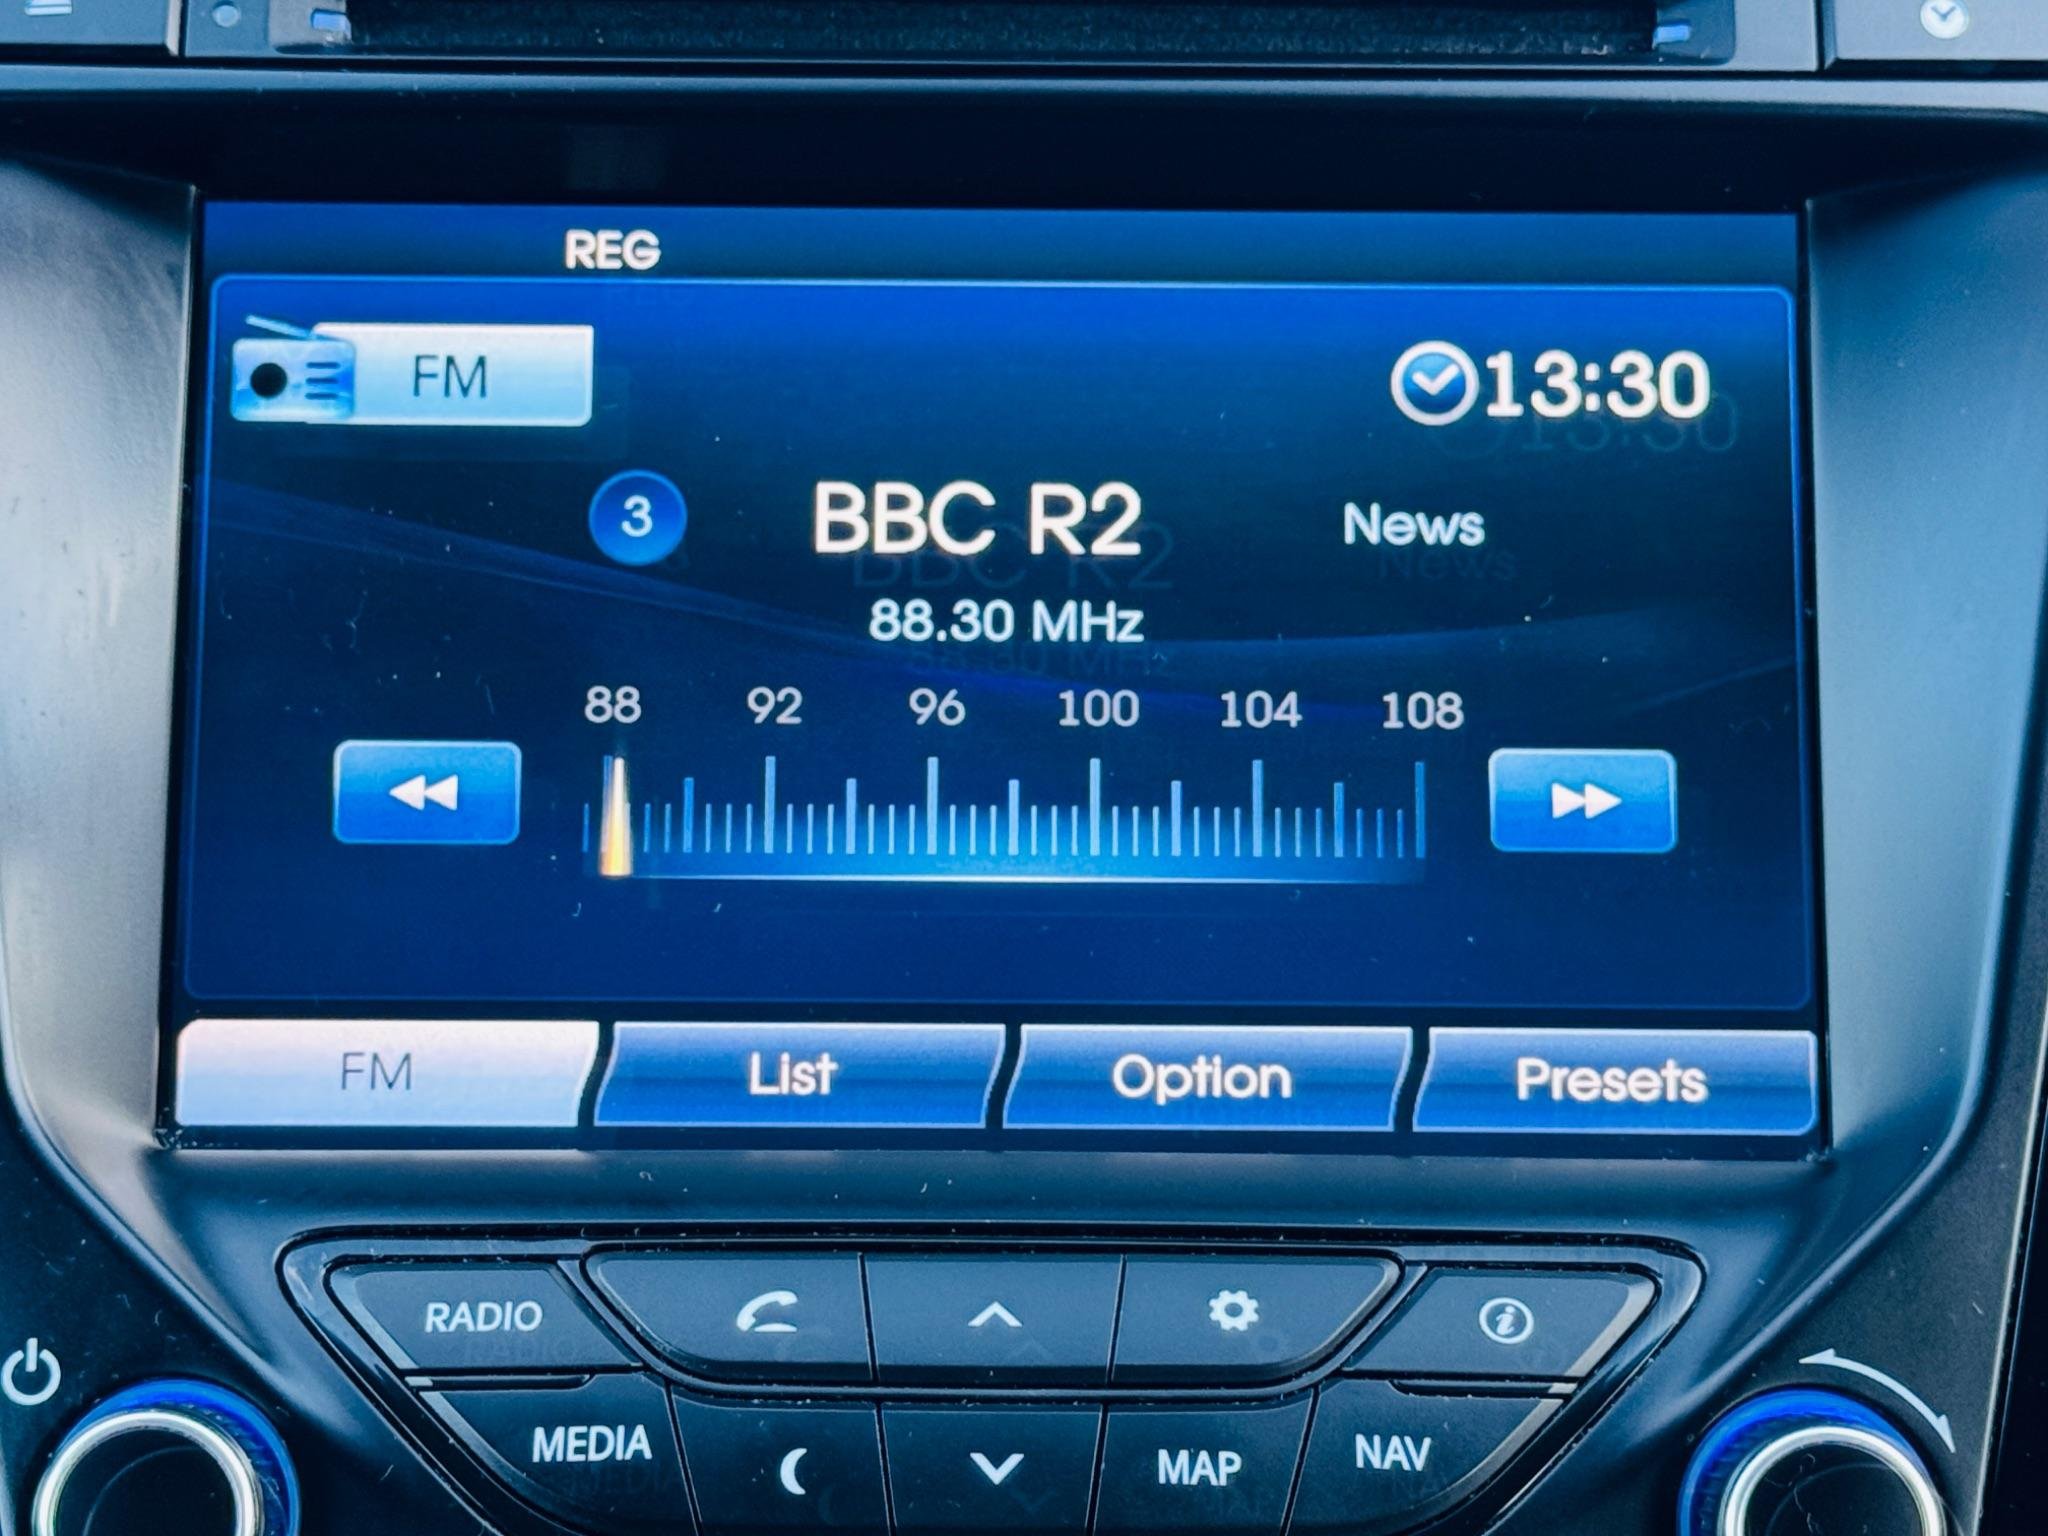 REG
FM
13:30
3
BBC R2
News
88.30 MHz
88 92 96 100 104 108
FM List Option Presets
RADIO
MEDIA MAP NAV